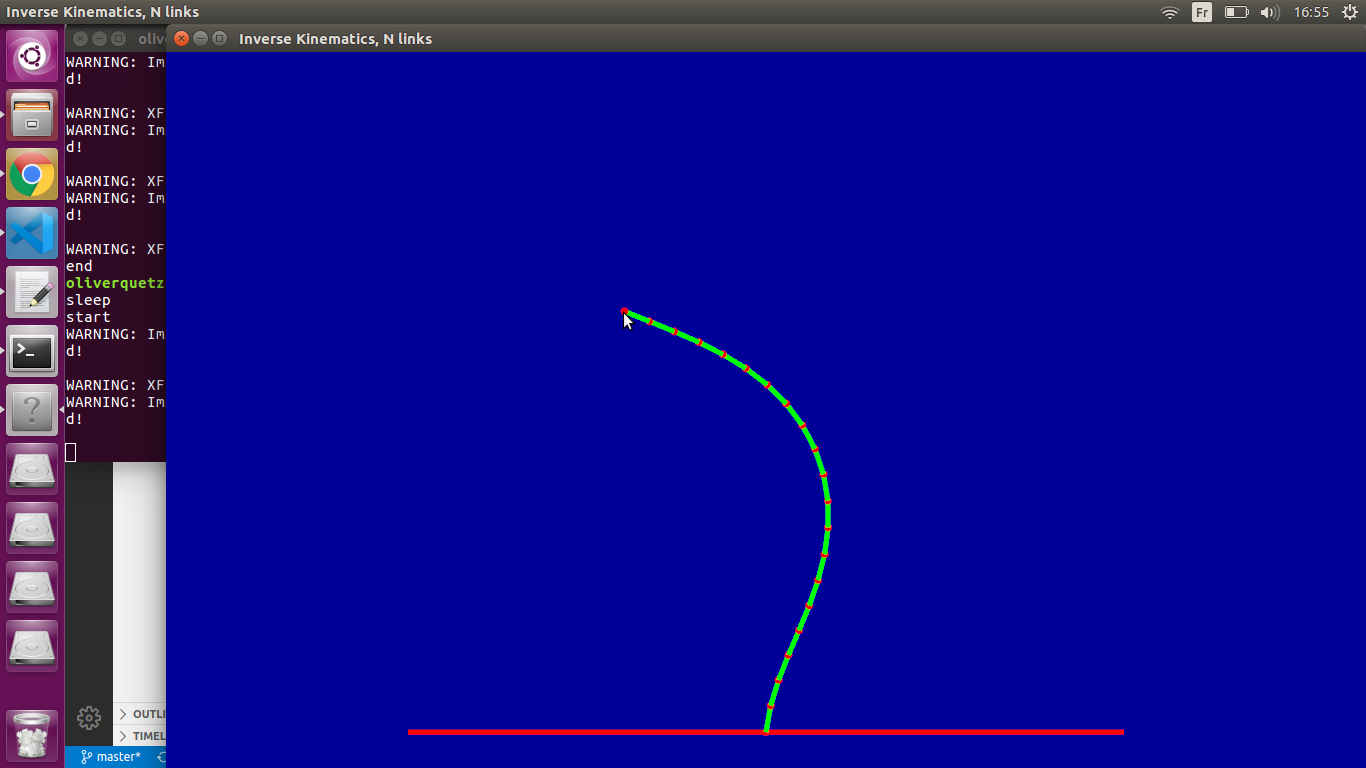 Inverse Kinematics, N links
Fr
16:55
oliv
Inverse Kinematics, N links
WARNING: Im
d!
WARNING: XF
WARNING: Im
d!
WARNING: XF
WARNING: Im
d!
WARNING: XF
end
oliverquetz
sleep
start
WARNING: Im
d!
WARNING: XF
WARNING: Im
d!
OUTLI
TIMEL
master*